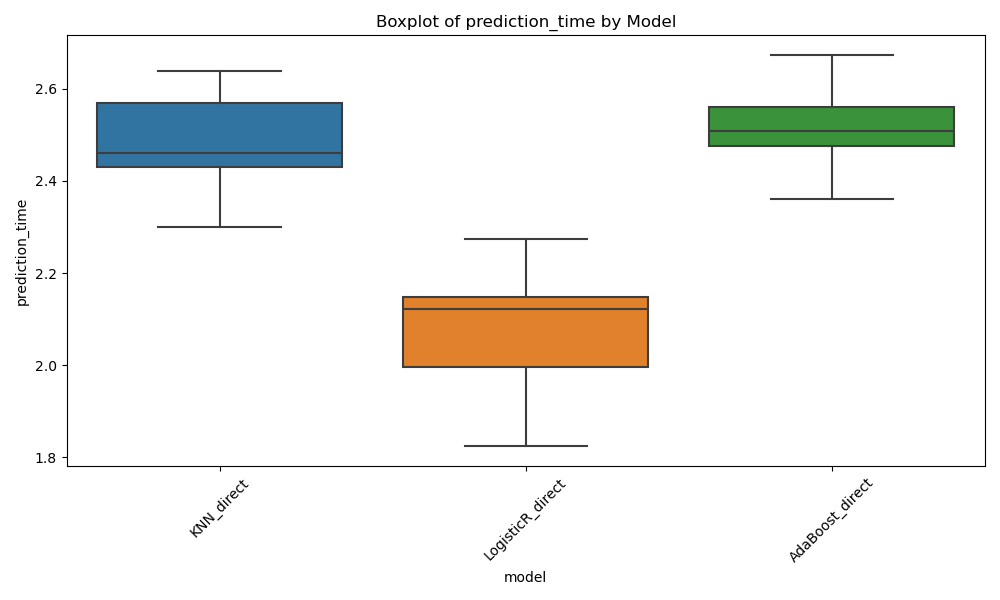 Boxplot of prediction_time by Model
prediction_time
2.6
2.4
2.2
2.0
1.8
KNN_direct
LogisticR_direct
AdaBoost_direct
model